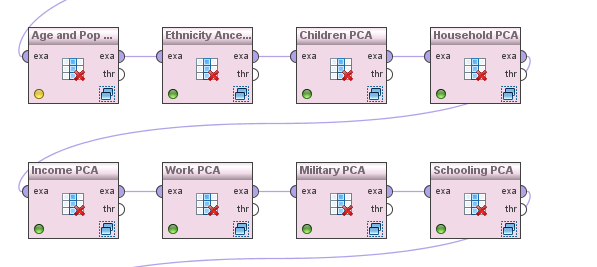 Age and Pop ... Ethnicity Ance... Children PCA Household PCA
exa exa exa exa exa exa exa exa
thr thr thr thr
Income PCA Work PCA Military PCA Schooling PCA
exa exa exa exa exa exa exa exa
thr thr thr thr